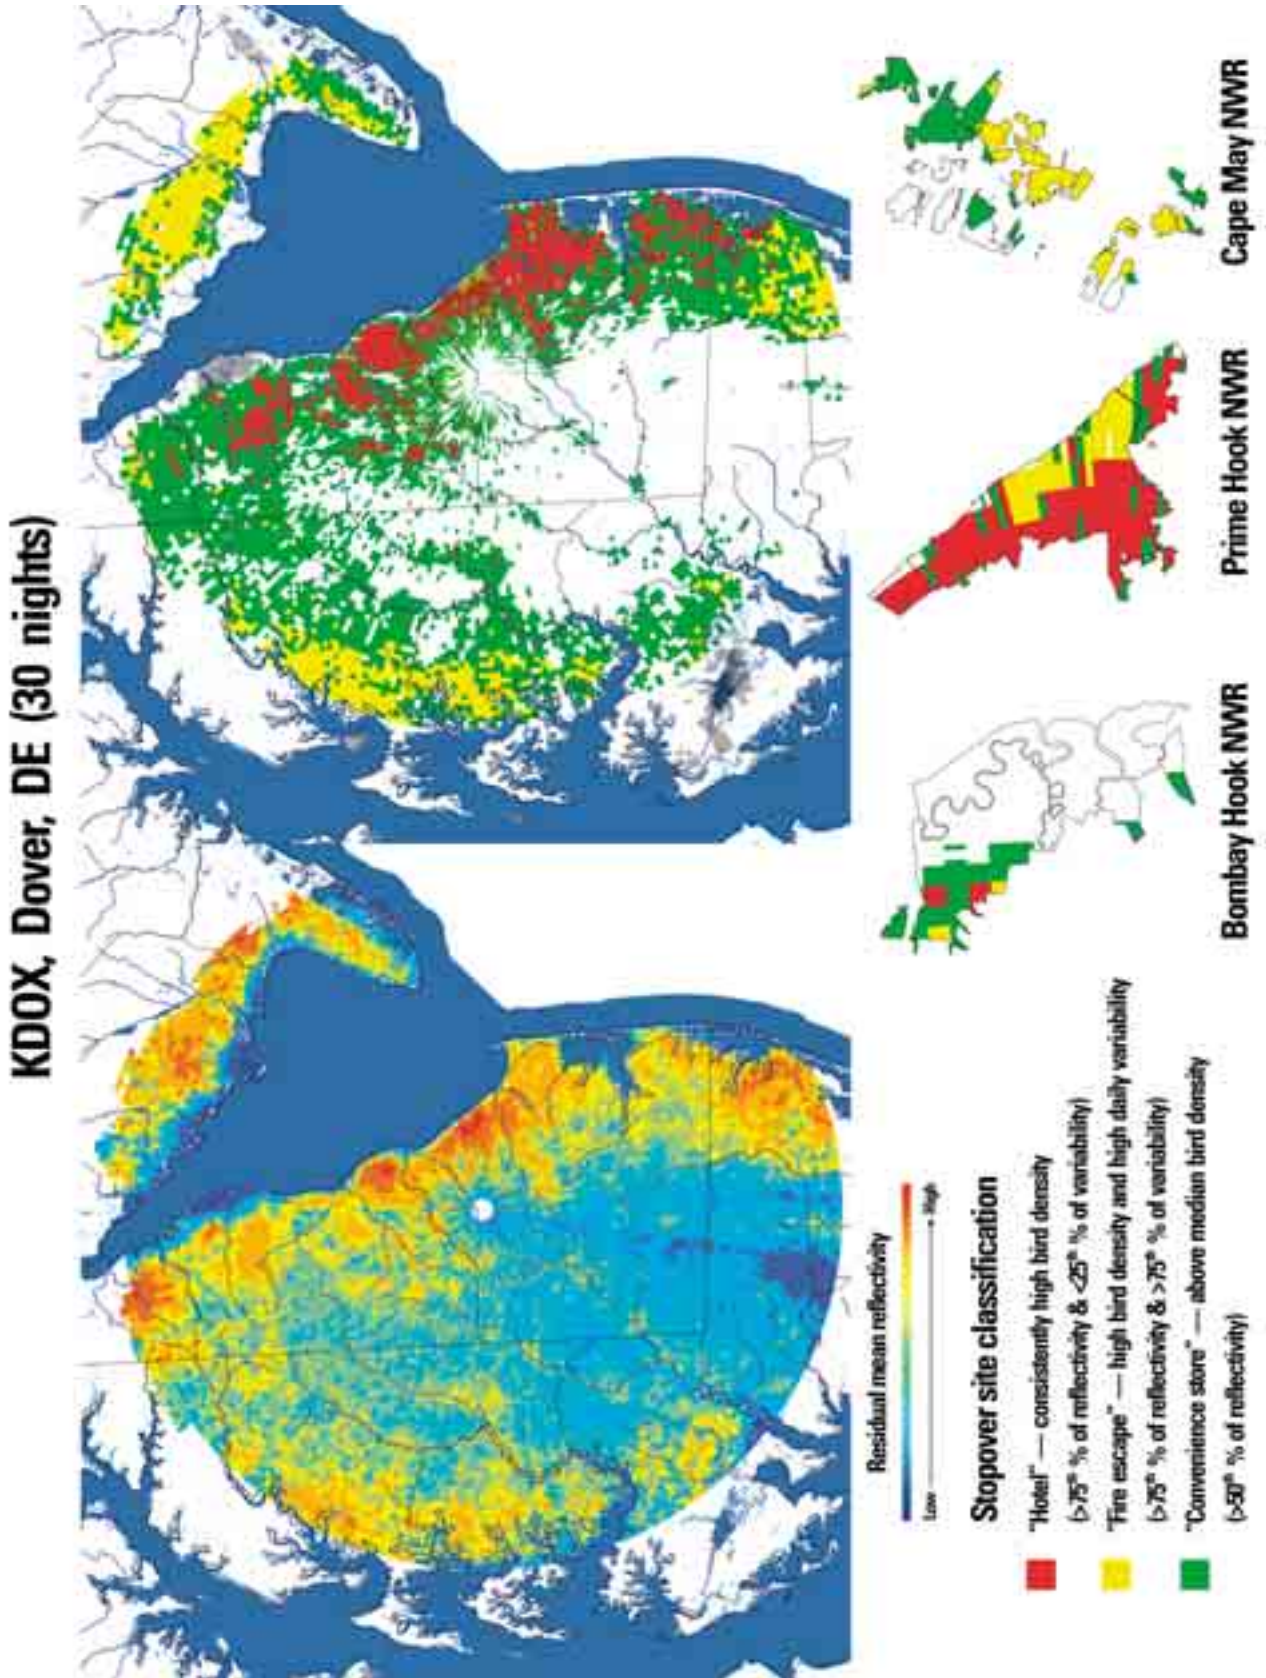 KDOX, Dover, DE (30 nights)
Residual mean reflectivity
Low
High
Stopover site classification
"Hotel" — consistently high bird density
(>75th % of reflectivity & <25th % of variability)
"Fire escape" — high bird density and high daily variability
(>75th % of reflectivity & >75th % of variability)
"Convenience store" — above median bird density
(>50th % of reflectivity)
Bombay Hook NWR
Prime Hook NWR
Cape May NWR